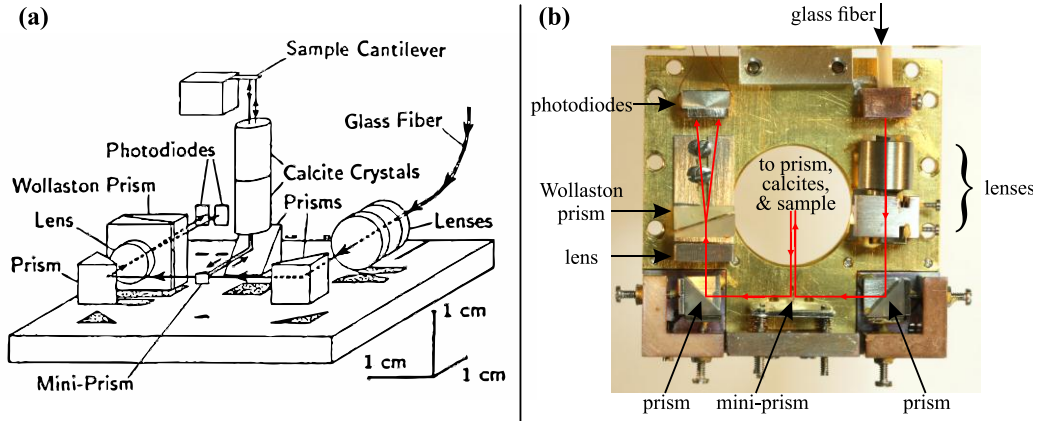 (a)
Sample Cantilever
Glass Fiber
Photodiodes
Calcite Crystals
Wollaston Prism
Prisms
Lens
Lenses
Prism
1 cm
1 cm
1 cm
Mini-Prism
(b)
glass fiber
photodiodes
to prism,
calcites,
& sample
lenses
Wollaston
prism
lens
prism
mini-prism
prism